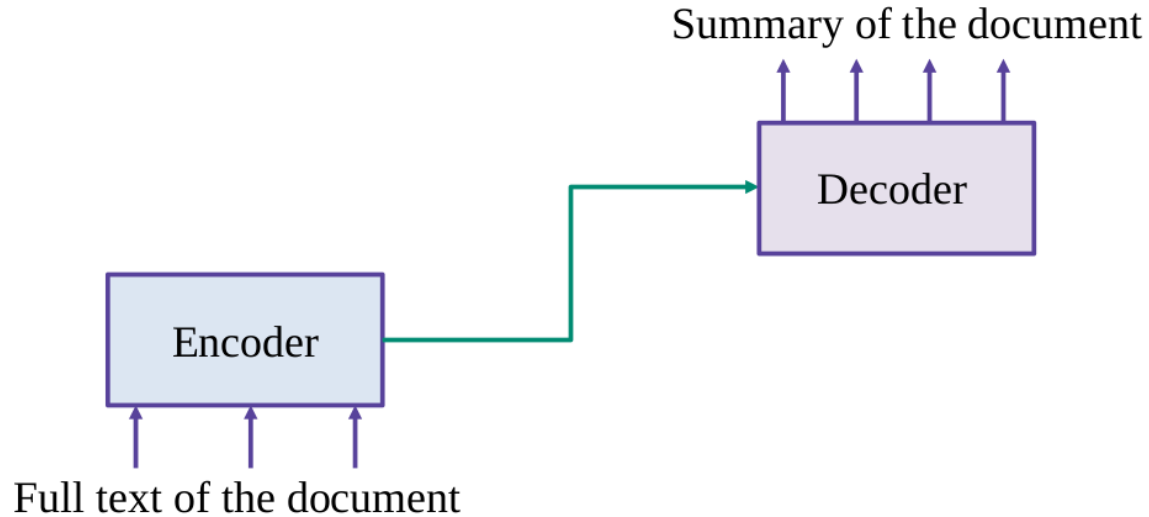 Summary of the document
Decoder
Encoder
Full text of the document